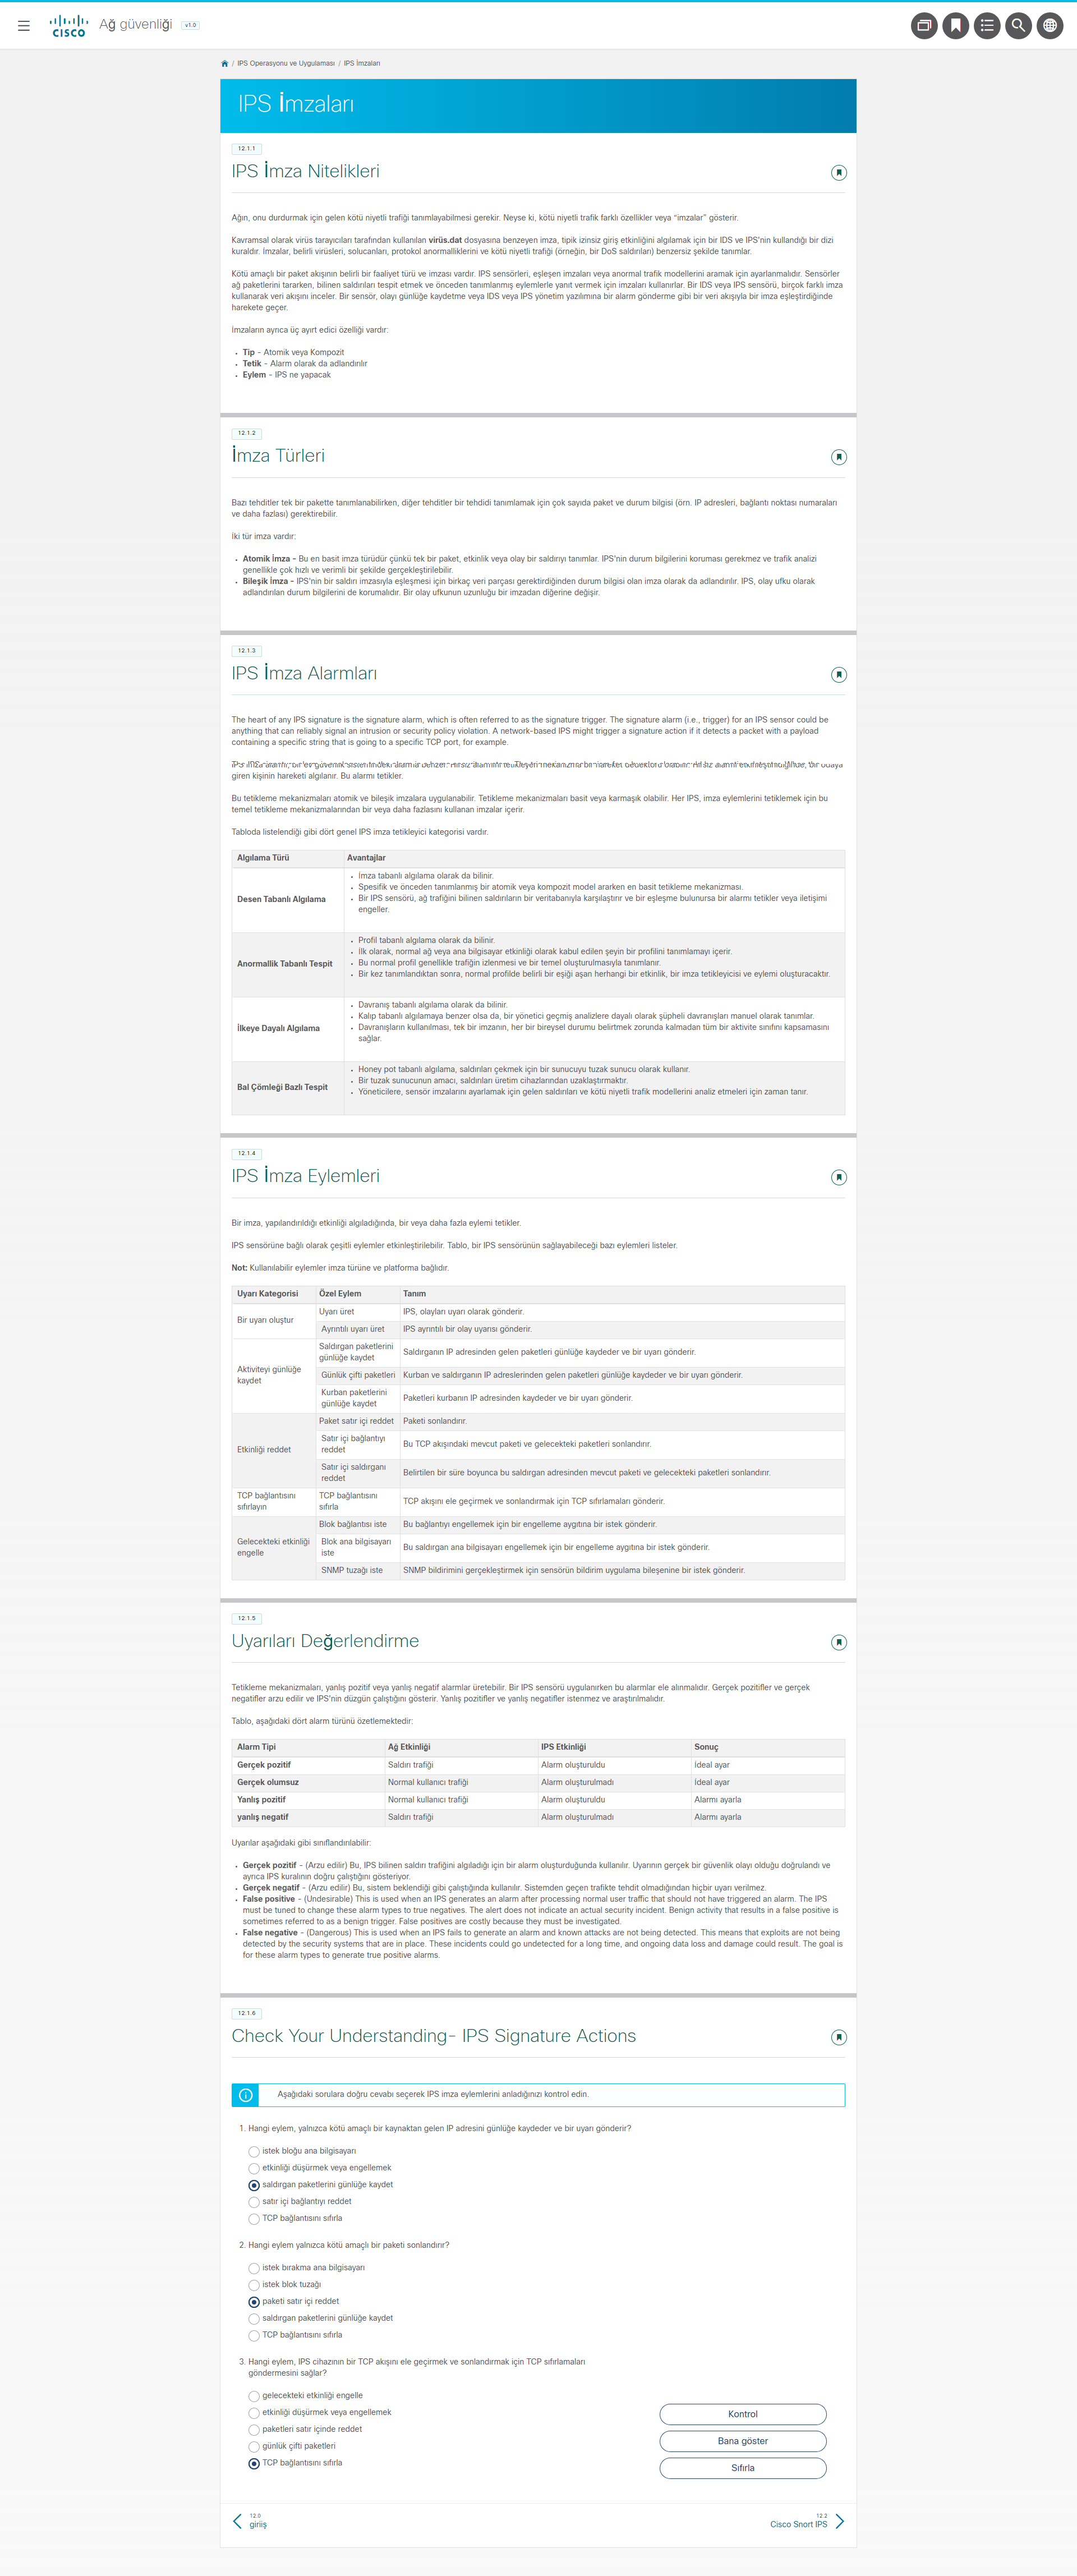 CISCO
Ağ güvenliği v1.0
/ IPS Operasyonu ve Uygulaması / IPS İmzaları
IPS İmzaları
12.1.1
IPS İmza Nitelikleri
Ağın, onu durdurmak için gelen kötü niyetli trafiği tanımlayabilmesi gerekir. Neyse ki, kötü niyetli trafik farklı özellikler veya “imzalar” gösterir.
Kavramsal olarak virüs tarayıcıları tarafından kullanılan virüs.dat dosyasına benzeyen imza, tipik izinsiz giriş etkinliğini algılamak için bir IDS ve IPS'nin kullandığı bir dizi
kuraldır. İmzalar, belirli virüsleri, solucanları, protokol anormalliklerini ve kötü niyetli trafiği (örneğin, bir DoS saldırıları) benzersiz şekilde tanımlar.
Kötü amaçlı bir paket akışının belirli bir faaliyet türü ve imzası vardır. IPS sensörleri, eşleşen imzaları veya anormal trafik modellerini aramak için ayarlanmalıdır. Sensörler
ağ paketlerini tararken, bilinen saldırıları tespit etmek ve önceden tanımlanmış eylemlerle yanıt vermek için imzaları kullanırlar. Bir IDS veya IPS sensörü, birçok farklı imza
kullanarak veri akışını inceler. Bir sensör, olayı günlüğe kaydetme veya IDS veya IPS yönetim yazılımına bir alarm gönderme gibi bir veri akışıyla bir imza eşleştirdiğinde
harekete geçer.
İmzaların ayrıca üç ayırt edici özelliği vardır:
Tip - Atomik veya Kompozit
Tetik - Alarm olarak da adlandırılır
Eylem - IPS ne yapacak
12.1.2
İmza Türleri
Bazı tehditler tek bir pakette tanımlanabilirken, diğer tehditler bir tehdidi tanımlamak için çok sayıda paket ve durum bilgisi (örn. IP adresleri, bağlantı noktası numaraları
ve daha fazlası) gerektirebilir.
İki tür imza vardır:
Atomik İmza - Bu en basit imza türüdür çünkü tek bir paket, etkinlik veya olay bir saldırıyı tanımlar. IPS'nin durum bilgilerini koruması gerekmez ve trafik analizi
genellikle çok hızlı ve verimli bir şekilde gerçekleştirilebilir.
Bileşik İmza - IPS'nin bir saldırı imzasıyla eşleşmesi için birkaç veri parçası gerektirdiğinden durum bilgisi olan imza olarak da adlandırılır. IPS, olay ufku olarak
adlandırılan durum bilgilerini de korumalıdır. Bir olay ufkunun uzunluğu bir imzadan diğerine değişir.
12.1.3
IPS İmza Alarmları
The heart of any IPS signature is the signature alarm, which is often referred to as the signature trigger. The signature alarm (i.e., trigger) for an IPS sensor could be
anything that can reliably signal an intrusion or security policy violation. A network-based IPS might trigger a signature action if it detects a packet with a payload
containing a specific string that is going to a specific TCP port, for example.
giren kişinin hareketi algılanır. Bu alarmı tetikler.
Bu tetikleme mekanizmaları atomik ve bileşik imzalara uygulanabilir. Tetikleme mekanizmaları basit veya karmaşık olabilir. Her IPS, imza eylemlerini tetiklemek için bu
temel tetikleme mekanizmalarından bir veya daha fazlasını kullanan imzalar içerir.
Tabloda listelendiği gibi dört genel IPS imza tetikleyici kategorisi vardır.
Algılama Türü Avantajlar
Desen Tabanlı Algılama
İmza tabanlı algılama olarak da bilinir.
Spesifik ve önceden tanımlanmış bir atomik veya kompozit model ararken en basit tetikleme mekanizması.
Bir IPS sensörü, ağ trafiğini bilinen saldırıların bir veritabanıyla karşılaştırır ve bir eşleşme bulunursa bir alarmı tetikler veya iletişimi
engeller.
Anormallik Tabanlı Tespit
Profil tabanlı algılama olarak da bilinir.
İlk olarak, normal ağ veya ana bilgisayar etkinliği olarak kabul edilen şeyin bir profilini tanımlamayı içerir.
Bu normal profil genellikle trafiğin izlenmesi ve bir temel oluşturulmasıyla tanımlanır.
Bir kez tanımlandıktan sonra, normal profilde belirli bir eşiği aşan herhangi bir etkinlik, bir imza tetikleyicisi ve eylemi oluşturacaktır.
İlkeye Dayalı Algılama
Davranış tabanlı algılama olarak da bilinir.
Kalıp tabanlı algılamaya benzer olsa da, bir yönetici geçmiş analizlere dayalı olarak şüpheli davranışları manuel olarak tanımlar.
Davranışların kullanılması, tek bir imzanın, her bir bireysel durumu belirtmek zorunda kalmadan tüm bir aktivite sınıfını kapsamasını
sağlar.
Bal Çömleği Bazlı Tespit
Honey pot tabanlı algılama, saldırıları çekmek için bir sunucuyu tuzak sunucu olarak kullanır.
Bir tuzak sunucunun amacı, saldırıları üretim cihazlarından uzaklaştırmaktır.
Yöneticilere, sensör imzalarını ayarlamak için gelen saldırıları ve kötü niyetli trafik modellerini analiz etmeleri için zaman tanır.
12.1.4
IPS İmza Eylemleri
Bir imza, yapılandırıldığı etkinliği algıladığında, bir veya daha fazla eylemi tetikler.
IPS sensörüne bağlı olarak çeşitli eylemler etkinleştirilebilir. Tablo, bir IPS sensörünün sağlayabileceği bazı eylemleri listeler.
Not: Kullanılabilir eylemler imza türüne ve platforma bağlıdır.
Uyarı Kategorisi Özel Eylem Tanım
Bir uyarı oluştur
Uyarı üret IPS, olayları uyarı olarak gönderir.
Ayrıntılı uyarı üret IPS ayrıntılı bir olay uyarısı gönderir.
Aktiviteyi günlüğe
kaydet
Saldırgan paketlerini
günlüğe kaydet
Saldırganın IP adresinden gelen paketleri günlüğe kaydeder ve bir uyarı gönderir.
Günlük çifti paketleri Kurban ve saldırganın IP adreslerinden gelen paketleri günlüğe kaydeder ve bir uyarı gönderir.
Kurban paketlerini
günlüğe kaydet
Paketleri kurbanın IP adresinden kaydeder ve bir uyarı gönderir.
Etkinliği reddet
Paket satır içi reddet Paketi sonlandırır.
Satır içi bağlantıyı
reddet
Bu TCP akışındaki mevcut paketi ve gelecekteki paketleri sonlandırır.
Satır içi saldırganı
reddet
Belirtilen bir süre boyunca bu saldırgan adresinden mevcut paketi ve gelecekteki paketleri sonlandırır.
TCP bağlantısını
sıfırlayın
TCP bağlantısını
sıfırla
TCP akışını ele geçirmek ve sonlandırmak için TCP sıfırlamaları gönderir.
Gelecekteki etkinliği
engelle
Blok bağlantısı iste Bu bağlantıyı engellemek için bir engelleme aygıtına bir istek gönderir.
Blok ana bilgisayarı
iste
Bu saldırgan ana bilgisayarı engellemek için bir engelleme aygıtına bir istek gönderir.
SNMP tuzağı iste SNMP bildirimini gerçekleştirmek için sensörün bildirim uygulama bileşenine bir istek gönderir.
12.1.5
Uyarıları Değerlendirme
Tetikleme mekanizmaları, yanlış pozitif veya yanlış negatif alarmlar üretebilir. Bir IPS sensörü uygulanırken bu alarmlar ele alınmalıdır. Gerçek pozitifler ve gerçek
negatifler arzu edilir ve IPS'nin düzgün çalıştığını gösterir. Yanlış pozitifler ve yanlış negatifler istenmez ve araştırılmalıdır.
Tablo, aşağıdaki dört alarm türünü özetlemektedir:
Alarm Tipi Ağ Etkinliği IPS Etkinliği Sonuç
Gerçek pozitif Saldırı trafiği Alarm oluşturuldu İdeal ayar
Gerçek olumsuz Normal kullanıcı trafiği Alarm oluşturulmadı İdeal ayar
Yanlış pozitif Normal kullanıcı trafiği Alarm oluşturuldu Alarmı ayarla
yanlış negatif Saldırı trafiği Alarm oluşturulmadı Alarmı ayarla
Uyarılar aşağıdaki gibi sınıflandırılabilir:
Gerçek pozitif - (Arzu edilir) Bu, IPS bilinen saldırı trafiğini algıladığı için bir alarm oluşturduğunda kullanılır. Uyarının gerçek bir güvenlik olayı olduğu doğrulandı ve
ayrıca IPS kuralının doğru çalıştığını gösteriyor.
Gerçek negatif - (Arzu edilir) Bu, sistem beklendiği gibi çalıştığında kullanılır. Sistemden geçen trafikte tehdit olmadığından hiçbir uyarı verilmez.
False positive - (Undesirable) This is used when an IPS generates an alarm after processing normal user traffic that should not have triggered an alarm. The IPS
must be tuned to change these alarm types to true negatives. The alert does not indicate an actual security incident. Benign activity that results in a false positive is
sometimes referred to as a benign trigger. False positives are costly because they must be investigated.
False negative - (Dangerous) This is used when an IPS fails to generate an alarm and known attacks are not being detected. This means that exploits are not being
detected by the security systems that are in place. These incidents could go undetected for a long time, and ongoing data loss and damage could result. The goal is
for these alarm types to generate true positive alarms.
12.1.6
Check Your Understanding- IPS Signature Actions
Aşağıdaki sorulara doğru cevabı seçerek IPS imza eylemlerini anladığınızı kontrol edin.
1. Hangi eylem, yalnızca kötü amaçlı bir kaynaktan gelen IP adresini günlüğe kaydeder ve bir uyarı gönderir?
istek bloğu ana bilgisayarı
etkinliği düşürmek veya engellemek
saldırgan paketlerini günlüğe kaydet
satır içi bağlantıyı reddet
TCP bağlantısını sıfırla
2. Hangi eylem yalnızca kötü amaçlı bir paketi sonlandırır?
istek bırakma ana bilgisayarı
istek blok tuzağı
paketi satır içi reddet
saldırgan paketlerini günlüğe kaydet
TCP bağlantısını sıfırla
3. Hangi eylem, IPS cihazının bir TCP akışını ele geçirmek ve sonlandırmak için TCP sıfırlamaları
göndermesini sağlar?
gelecekteki etkinliği engelle
etkinliği düşürmek veya engellemek
paketleri satır içinde reddet
günlük çifti paketleri
TCP bağlantısını sıfırla
Kontrol
Bana göster
Sıfırla
12.0
giriiş
12.2
Cisco Snort IPS